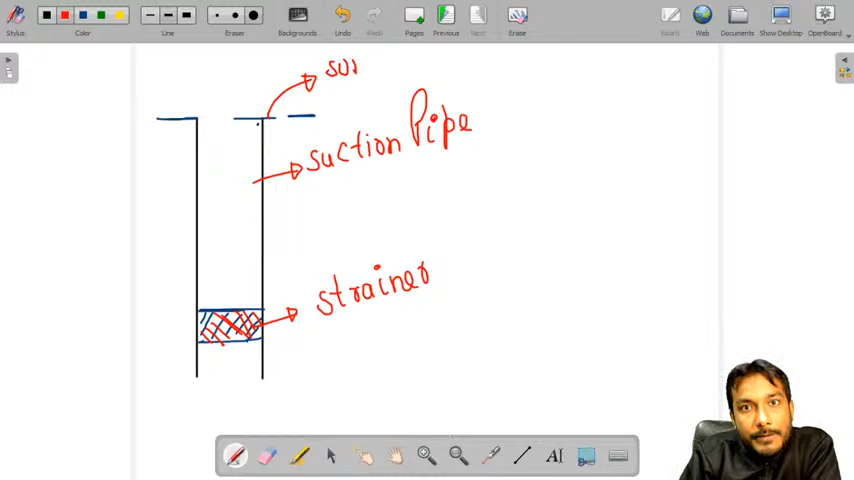 Stylus
Color
Line
Eraser
Backgrounds
Undo
Redo
Pages
Previous
Next
Erase
Board
Web
Documents
Show Desktop
OpenBoard
sur
suction Pipe
strainer
AI